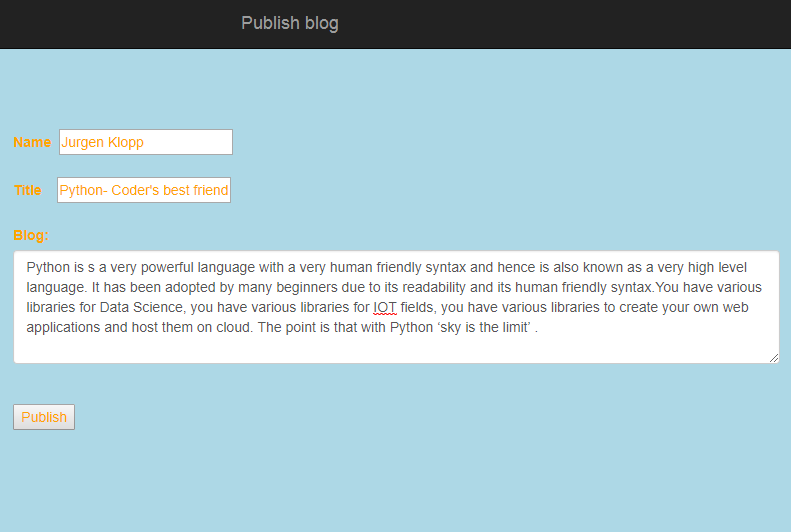 Publish blog
Name Jurgen Klopp
Title Python- Coder's best friend
Blog:
Python is s a very powerful language with a very human friendly syntax and hence is also known as a very high level
language. It has been adopted by many beginners due to its readability and its human friendly syntax.You have various
libraries for Data Science, you have various libraries for IOT fields, you have various libraries to create your own web
applications and host them on cloud. The point is that with Python ‘sky is the limit’ .
Publish